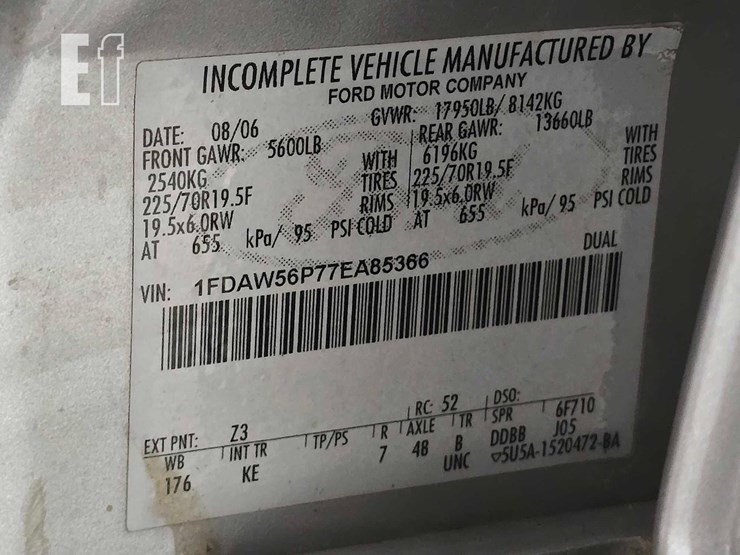 Ef
INCOMPLETE VEHICLE MANUFACTURED BY
FORD MOTOR COMPANY
DATE: 08/06 GVWR: 17950LB/ 8142KG
FRONT GAWR: 5600LB REAR GAWR: 13660LB
2540KG WITH 6196KG WITH
225/70R19.5F TIRES 225/70R19.5F TIRES
19.5x6.0RW RIMS 19.5x6.0RW RIMS
AT 655 kPa/ 95 PSI COLD AT 655 kPa/ 95 PSI COLD
DUAL
VIN: 1FDAW56P77EA85366
EXT PNT: Z3 RC: 52 DSO:
WB INT TR TP/PS R AXLE TR SPR 6F710
176 KE 7 48 B DDBB J05
UNC ▽5U5A-1520472-BA